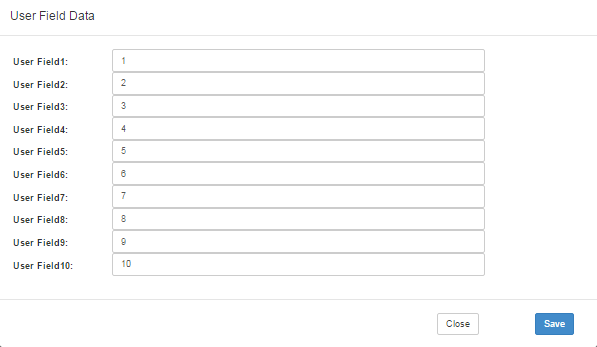 User Field Data
User Field1: 1
User Field2: 2
User Field3: 3
User Field4: 4
User Field5: 5
User Field6: 6
User Field7: 7
User Field8: 8
User Field9: 9
User Field10: 10
Close Save